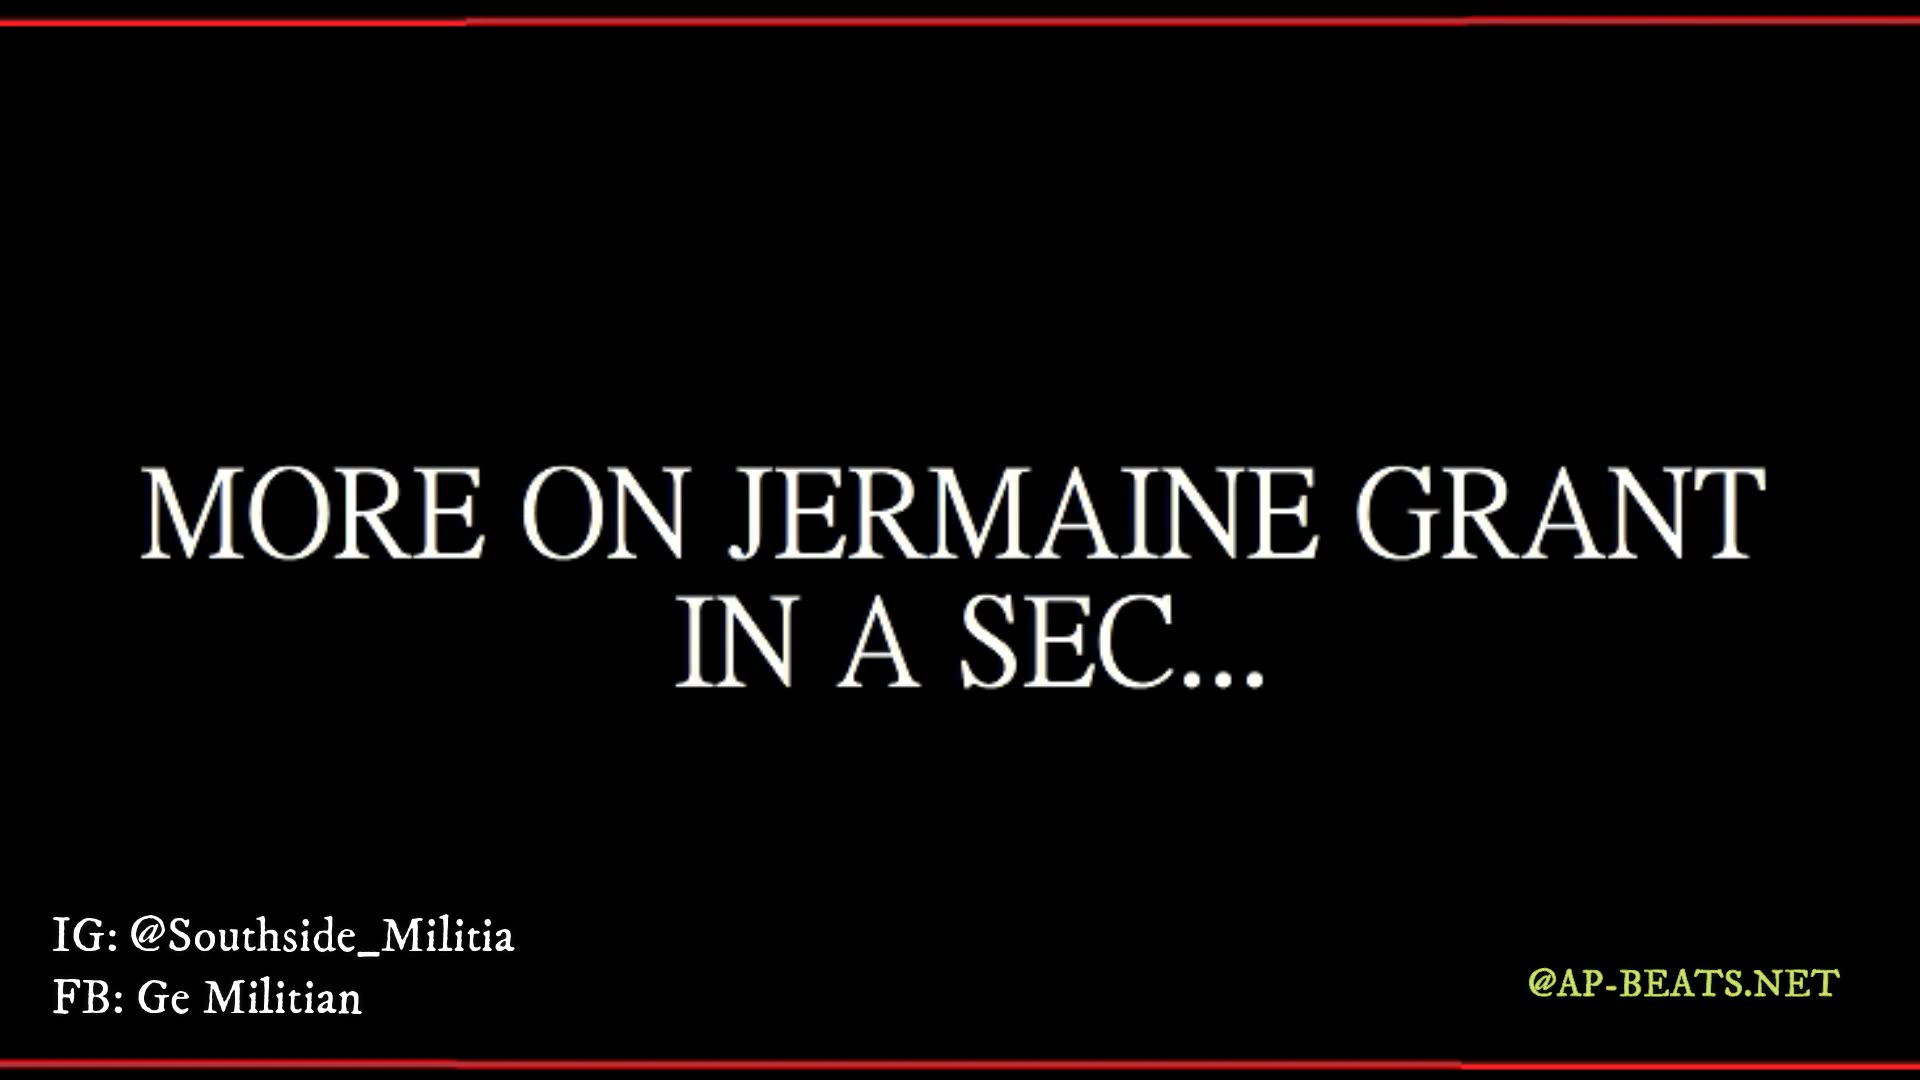 MORE ON JERMAINE GRANT
IN A SEC...
IG: @Southside_Militia
FB: Ge Militian
@AP-BEATS.NET